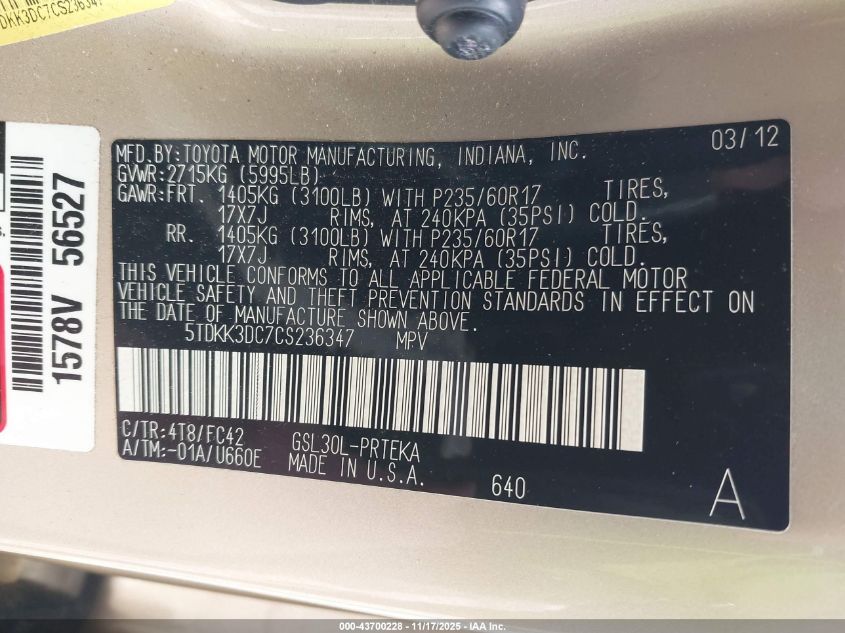 DKK3DC7CS236347
MFD.BY:TOYOTA MOTOR MANUFACTURING, INDIANA, INC. 03/12
GVWR:2715KG (5995LB)
GAWR:FRT. 1405KG (3100LB) WITH P235/60R17 TIRES,
17X7J RIMS, AT 240KPA (35PSI) COLD.
RR. 1405KG (3100LB) WITH P235/60R17 TIRES,
17X7J RIMS, AT 240KPA (35PSI) COLD.
THIS VEHICLE CONFORMS TO ALL APPLICABLE FEDERAL MOTOR
VEHICLE SAFETY AND THEFT PREVENTION STANDARDS IN EFFECT ON
THE DATE OF MANUFACTURE SHOWN ABOVE.
5TDKK3DC7CS236347 MPV
C/TR:4T8/FC42 GSL30L-PRTEKA
A/TM:-01A/U660E MADE IN U.S.A.
640
A
1578V 56527
000-43700228 - 11/17/2025 - IAA Inc.